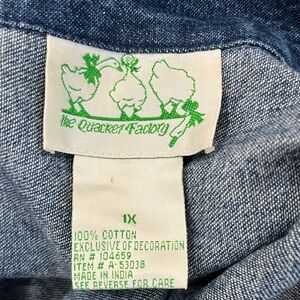 the Quacker Factory
1X
100% COTTON
EXCLUSIVE OF DECORATION
RN # 104659
ITEM # A-53038
MADE IN INDIA
SEE REVERSE FOR CARE